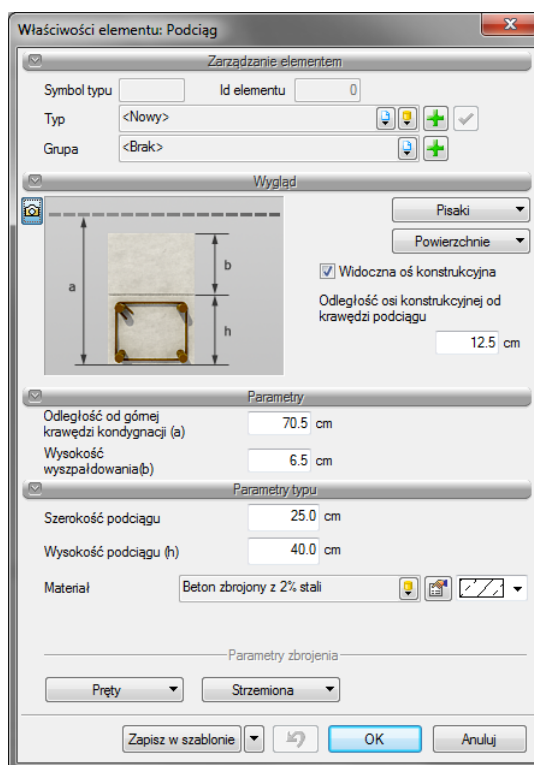 Właściwości elementu: Podciąg
Zarządzanie elementem
Symbol typu Id elementu 0
Typ <Nowy>
Grupa <Brak>
Wygląd
a b h
Pisaki
Powierzchnie
Widoczna oś konstrukcyjna
Odległość osi konstrukcyjnej od
krawędzi podciągu
12.5 cm
Parametry
Odległość od górnej
krawędzi kondygnacji (a) 70.5 cm
Wysokość
wyszpałdowania(b) 6.5 cm
Parametry typu
Szerokość podciągu 25.0 cm
Wysokość podciągu (h) 40.0 cm
Materiał Beton zbrojony z 2% stali
Parametry zbrojenia
Pręty Strzemiona
Zapisz w szablonie OK Anuluj